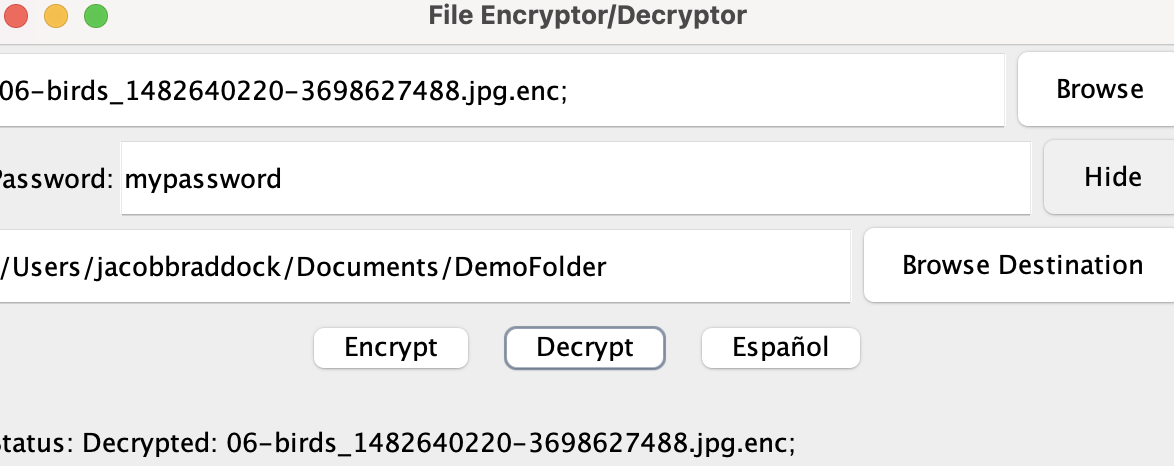 File Encryptor/Decryptor
06-birds_1482640220-3698627488.jpg.enc; Browse
Password: mypassword Hide
/Users/jacobbraddock/Documents/DemoFolder Browse Destination
Encrypt Decrypt Español
Status: Decrypted: 06-birds_1482640220-3698627488.jpg.enc;